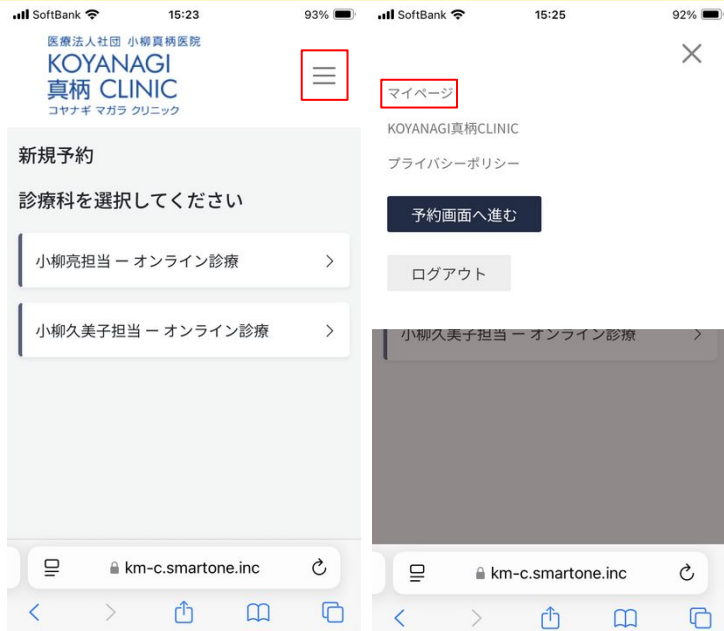 SoftBank 15:23 93%
医療法人社団 小柳真柄医院
KOYANAGI
真柄 CLINIC
コヤナギ マガラ クリニック
新規予約
診療科を選択してください
小柳亮担当 ー オンライン診療
小柳久美子担当 ー オンライン診療
km-c.smartone.inc
SoftBank 15:25 92%
マイページ
KOYANAGI真柄CLINIC
プライバシーポリシー
予約画面へ進む
ログアウト
小柳久美子担当 ー オンライン診療
km-c.smartone.inc